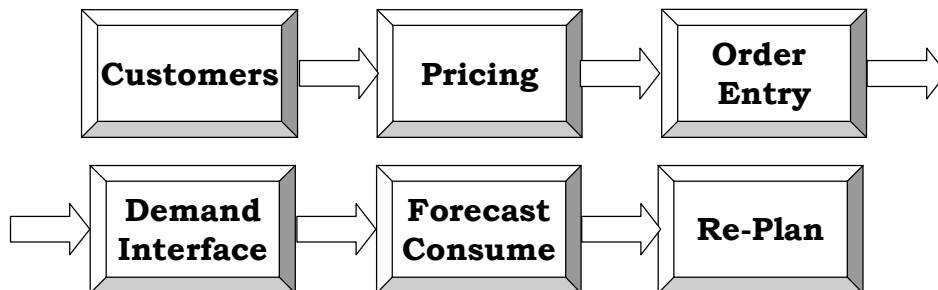 Customers
Pricing
Order
Entry
Demand
Interface
Forecast
Consume
Re-Plan